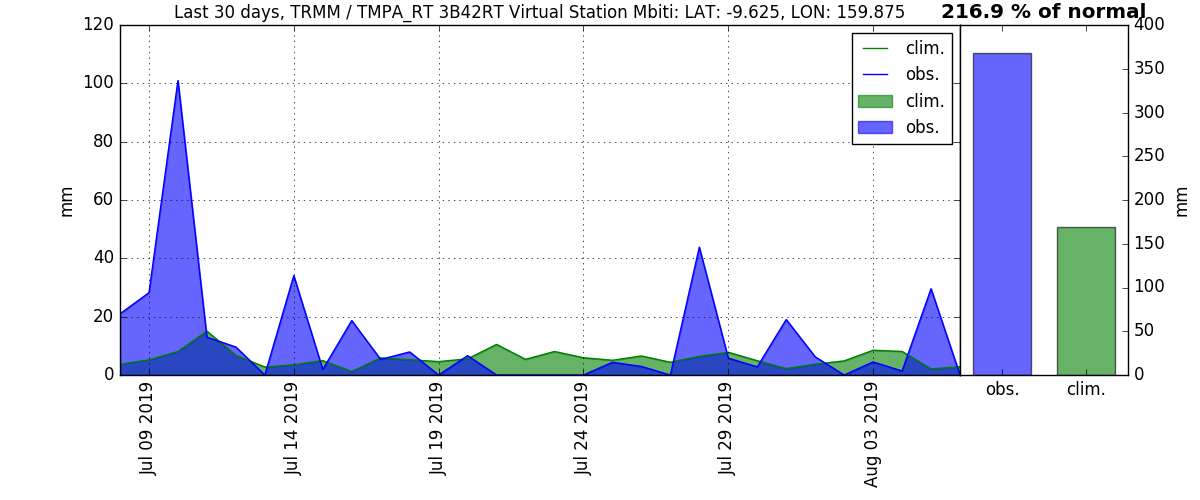 Last 30 days, TRMM / TMPA_RT 3B42RT Virtual Station Mbiti: LAT: -9.625, LON: 159.875
216.9 % of normal
120
100
80
60
40
20
0
mm
clim.
obs.
clim.
obs.
Jul 09 2019
Jul 14 2019
Jul 19 2019
Jul 24 2019
Jul 29 2019
Aug 03 2019
400
350
300
250
200
150
100
50
0
mm
obs.
clim.